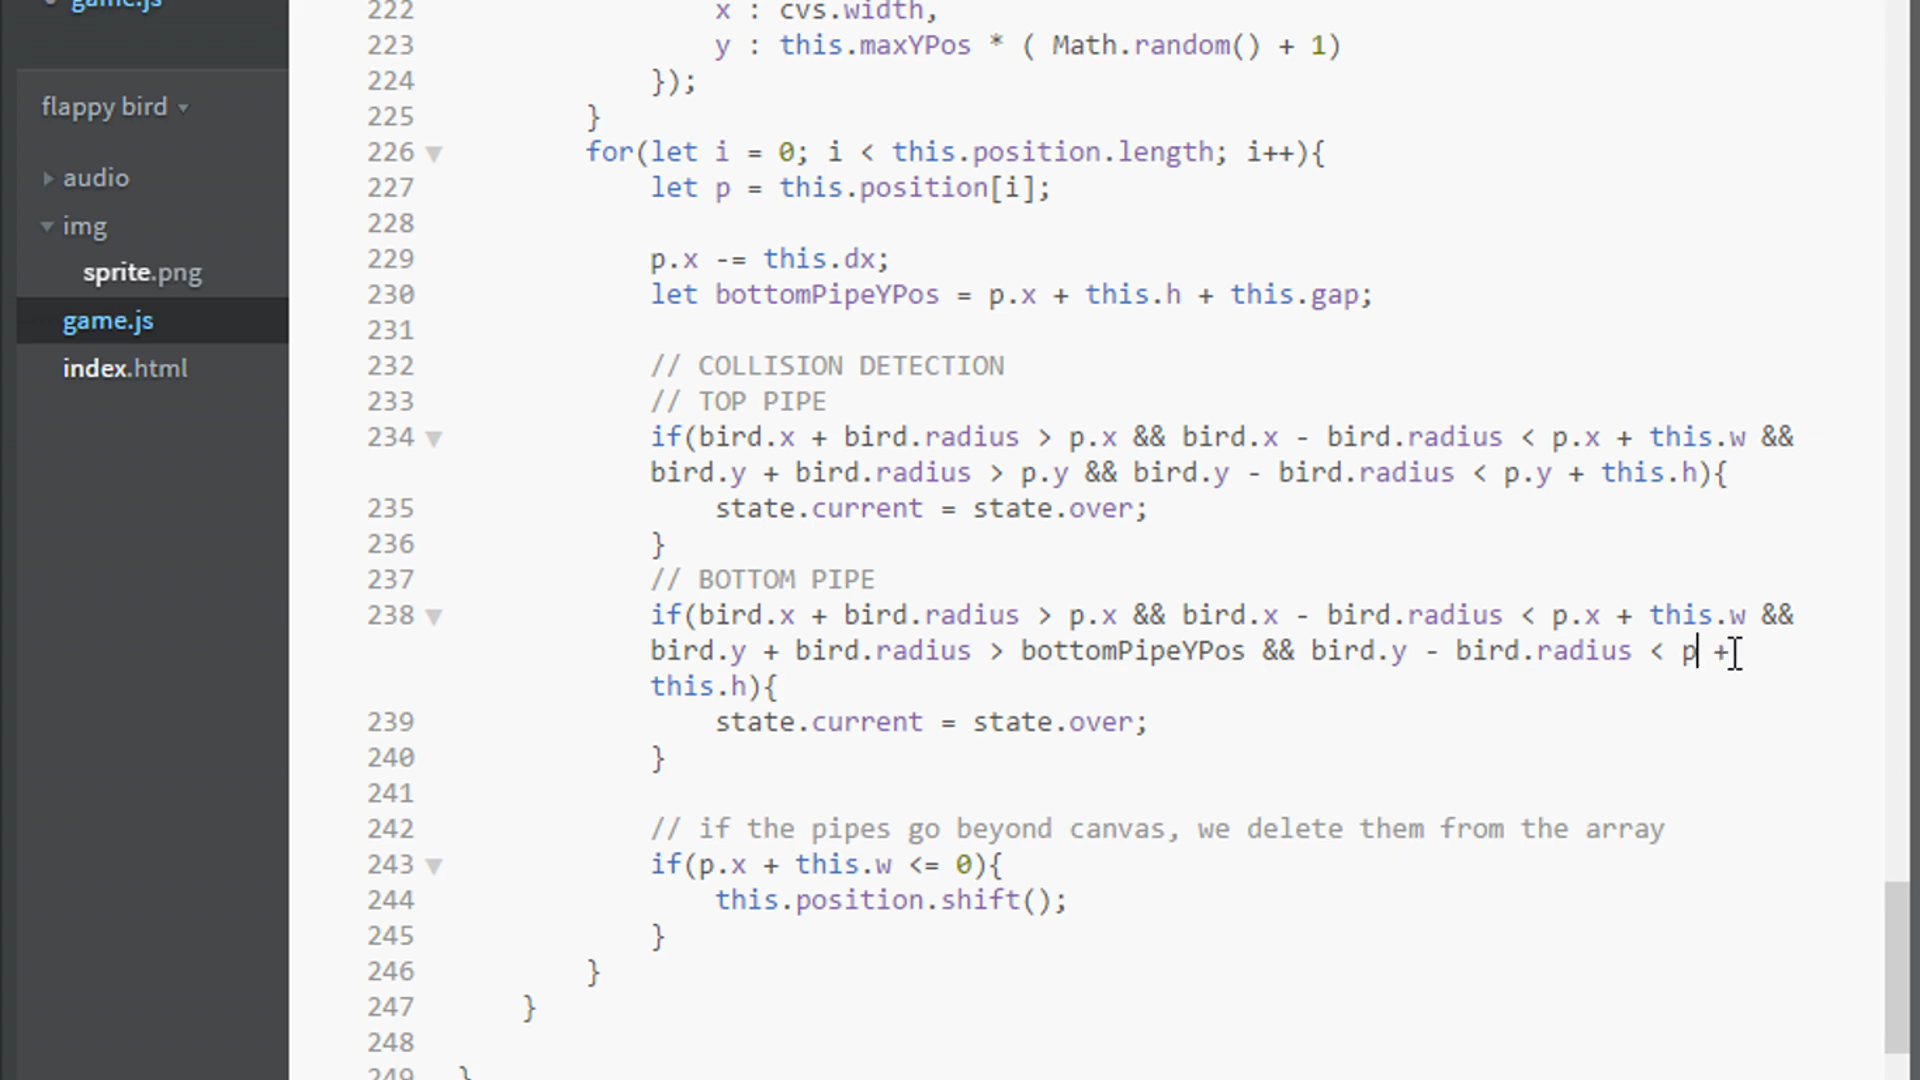 game.js
flappy bird
audio
img
sprite.png
game.js
index.html
222 x : cvs.width,
223 y : this.maxYPos * ( Math.random() + 1)
224 });
225 }
226 for(let i = 0; i < this.position.length; i++){
227 let p = this.position[i];
228
229 p.x -= this.dx;
230 let bottomPipeYPos = p.x + this.h + this.gap;
231
232 // COLLISION DETECTION
233 // TOP PIPE
234 if(bird.x + bird.radius > p.x && bird.x - bird.radius < p.x + this.w &&
bird.y + bird.radius > p.y && bird.y - bird.radius < p.y + this.h){
235 state.current = state.over;
236 }
237 // BOTTOM PIPE
238 if(bird.x + bird.radius > p.x && bird.x - bird.radius < p.x + this.w &&
bird.y + bird.radius > bottomPipeYPos && bird.y - bird.radius < p +
this.h){
239 state.current = state.over;
240 }
241
242 // if the pipes go beyond canvas, we delete them from the array
243 if(p.x + this.w <= 0){
244 this.position.shift();
245 }
246 }
247 }
248
249 }